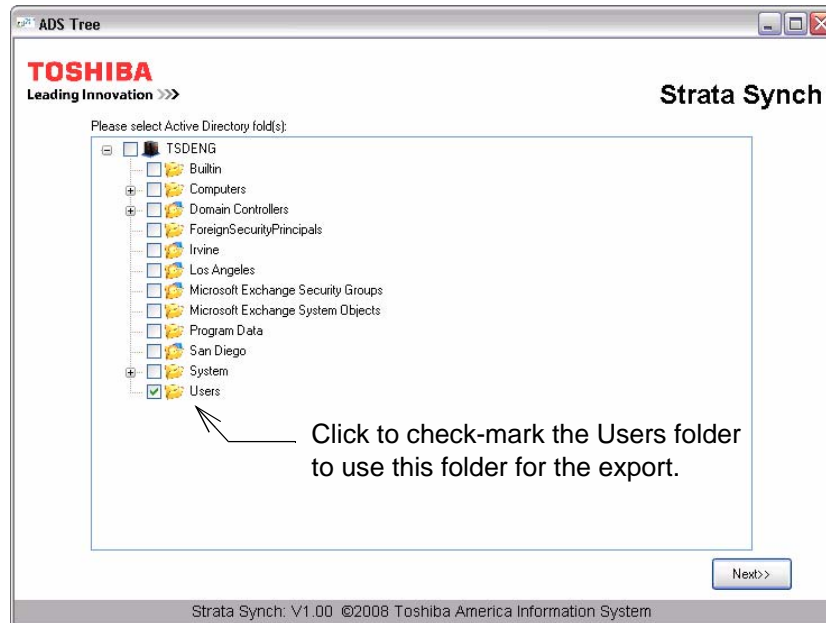 ADS Tree
TOSHIBA
Leading Innovation >>>
Strata Synch
Please select Active Directory fold(s):
TSDENG
Builtin
Computers
Domain Controllers
ForeignSecurityPrincipals
Irvine
Los Angeles
Microsoft Exchange Security Groups
Microsoft Exchange System Objects
Program Data
San Diego
System
Users
Click to check-mark the Users folder
to use this folder for the export.
Next>>
Strata Synch: V1.00 ©2008 Toshiba America Information System